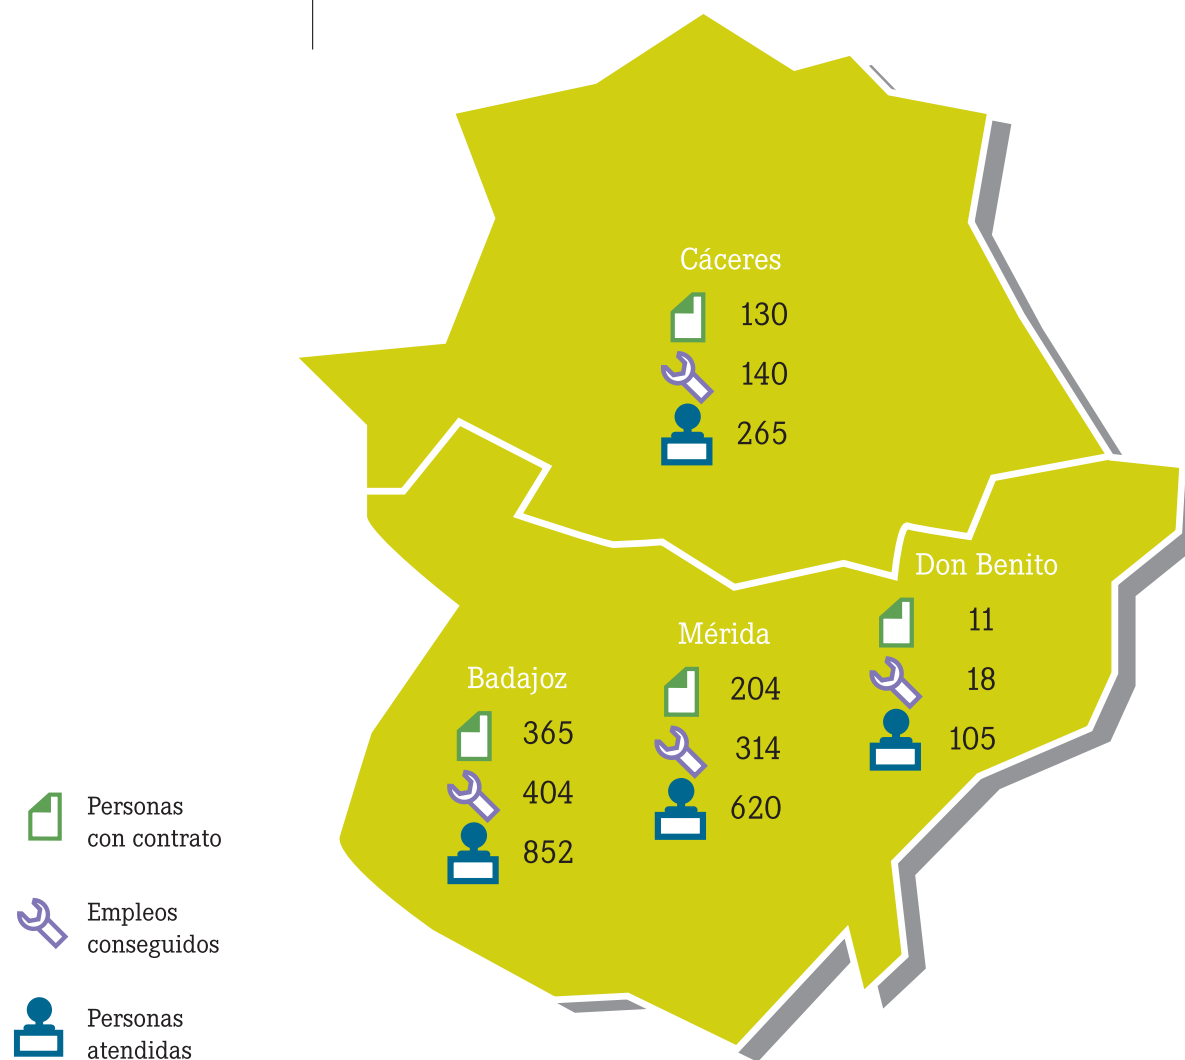 Cáceres
130
140
265
Don Benito
11
18
105
Mérida
204
314
620
Badajoz
365
404
852
Personas
con contrato
Empleos
conseguidos
Personas
atendidas